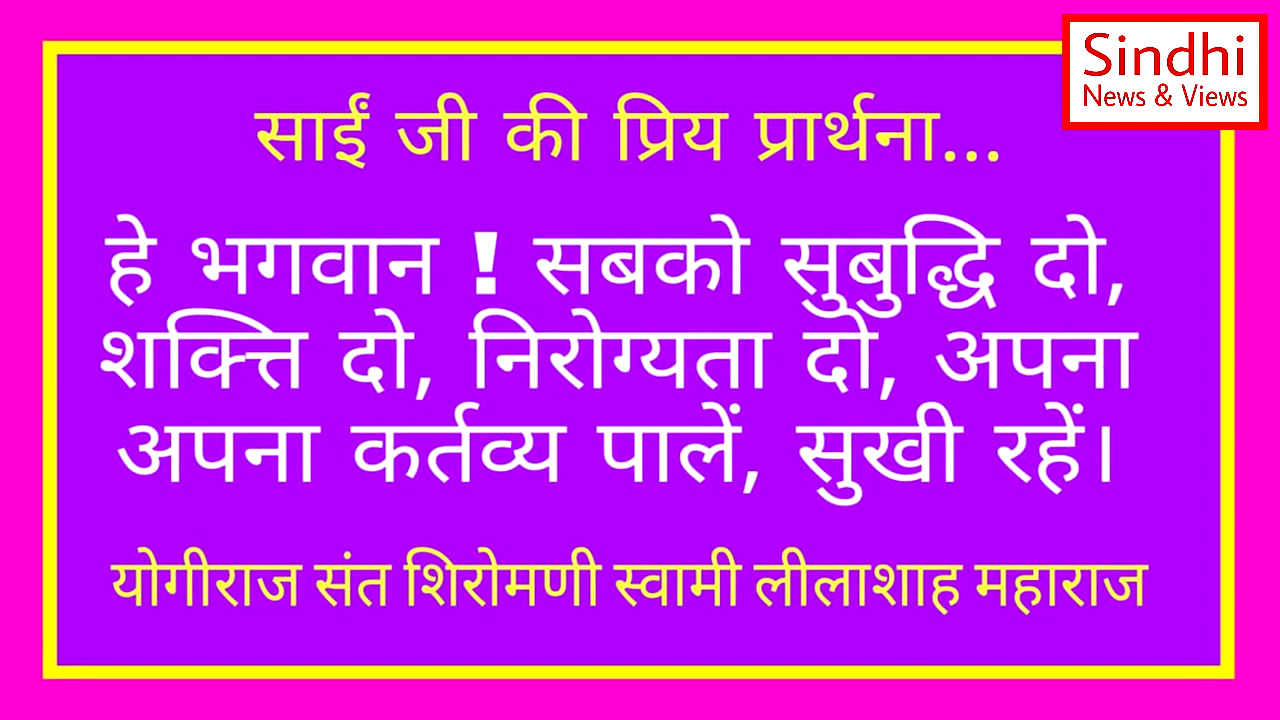 Sindhi
News & Views
साईं जी की प्रिय प्रार्थना...
हे भगवान ! सबको सुबुद्धि दो,
शक्त्ति दो, निरोग्यता दो, अपना
अपना कर्तव्य पालें, सुखी रहें।
योगीराज संत शिरोमणी स्वामी लीलाशाह महाराज